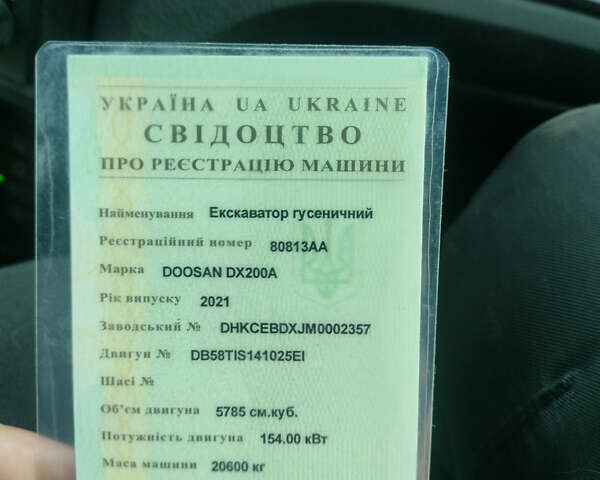 УКРАЇНА UA UKRAINE
СВІДОЦТВО
ПРО РЕЄСТРАЦІЮ МАШИНИ
Найменування Екскаватор гусеничний
Реєстраційний номер 80813АА
Марка DOOSAN DX200A
Рік випуску 2021
Заводський № DHKCEBDXJM0002357
Двигун № DB58TIS141025EI
Шасі №
Об'єм двигуна 5785 см.куб.
Потужність двигуна 154.00 кВт
Маса машини 20600 кг